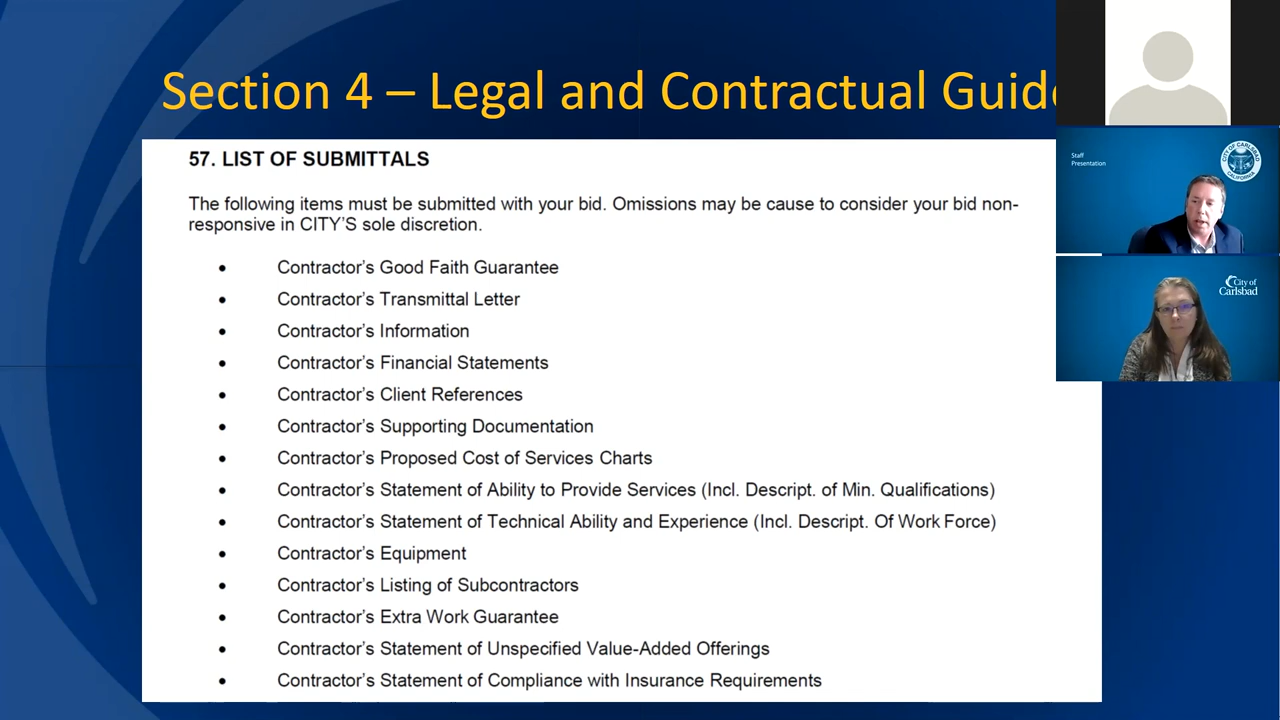 Section 4 – Legal and Contractual Guide
57. LIST OF SUBMITTALS
The following items must be submitted with your bid. Omissions may be cause to consider your bid non-
responsive in CITY'S sole discretion.
• Contractor's Good Faith Guarantee
• Contractor's Transmittal Letter
• Contractor's Information
• Contractor's Financial Statements
• Contractor's Client References
• Contractor's Supporting Documentation
• Contractor's Proposed Cost of Services Charts
• Contractor's Statement of Ability to Provide Services (Incl. Descript. of Min. Qualifications)
• Contractor's Statement of Technical Ability and Experience (Incl. Descript. Of Work Force)
• Contractor's Equipment
• Contractor's Listing of Subcontractors
• Contractor's Extra Work Guarantee
• Contractor's Statement of Unspecified Value-Added Offerings
• Contractor's Statement of Compliance with Insurance Requirements
Staff
Presentation
CITY OF CARLSBAD
CALIFORNIA
City of
Carlsbad